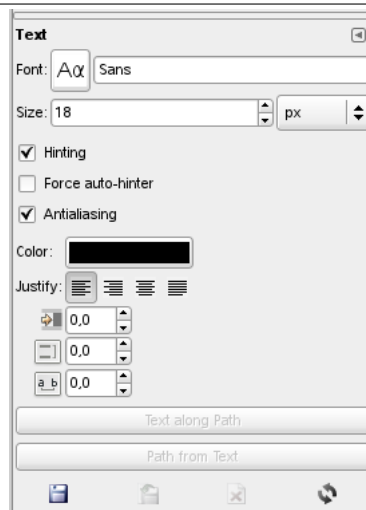 Text
Font: Aα Sans
Size: 18 px
Hinting
Force auto-hinter
Antialiasing
Color:
Justify:
0,0
0,0
a b 0,0
Text along Path
Path from Text